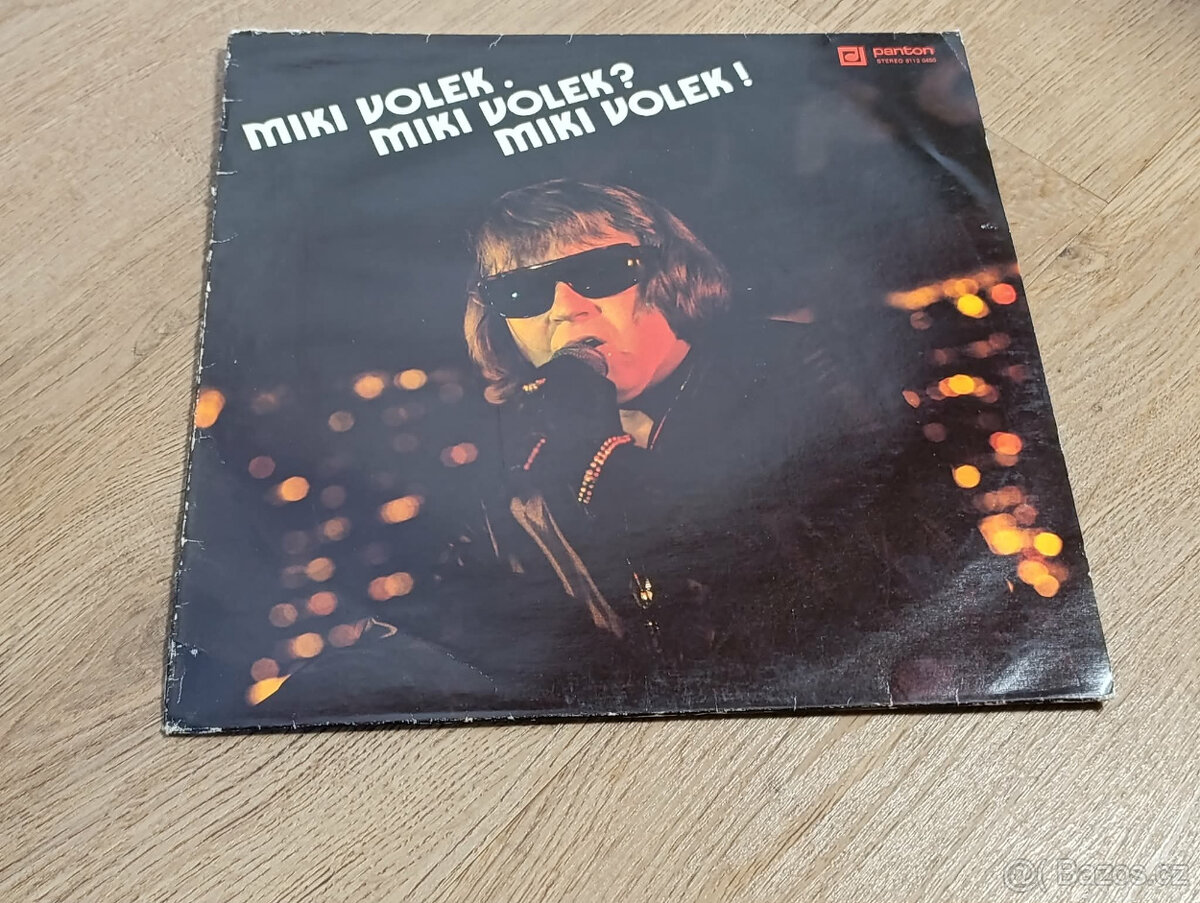 MIKI VOLEK.
MIKI VOLEK?
MIKI VOLEK!
panton
STEREO 8113 0450
@( Bazos.cz